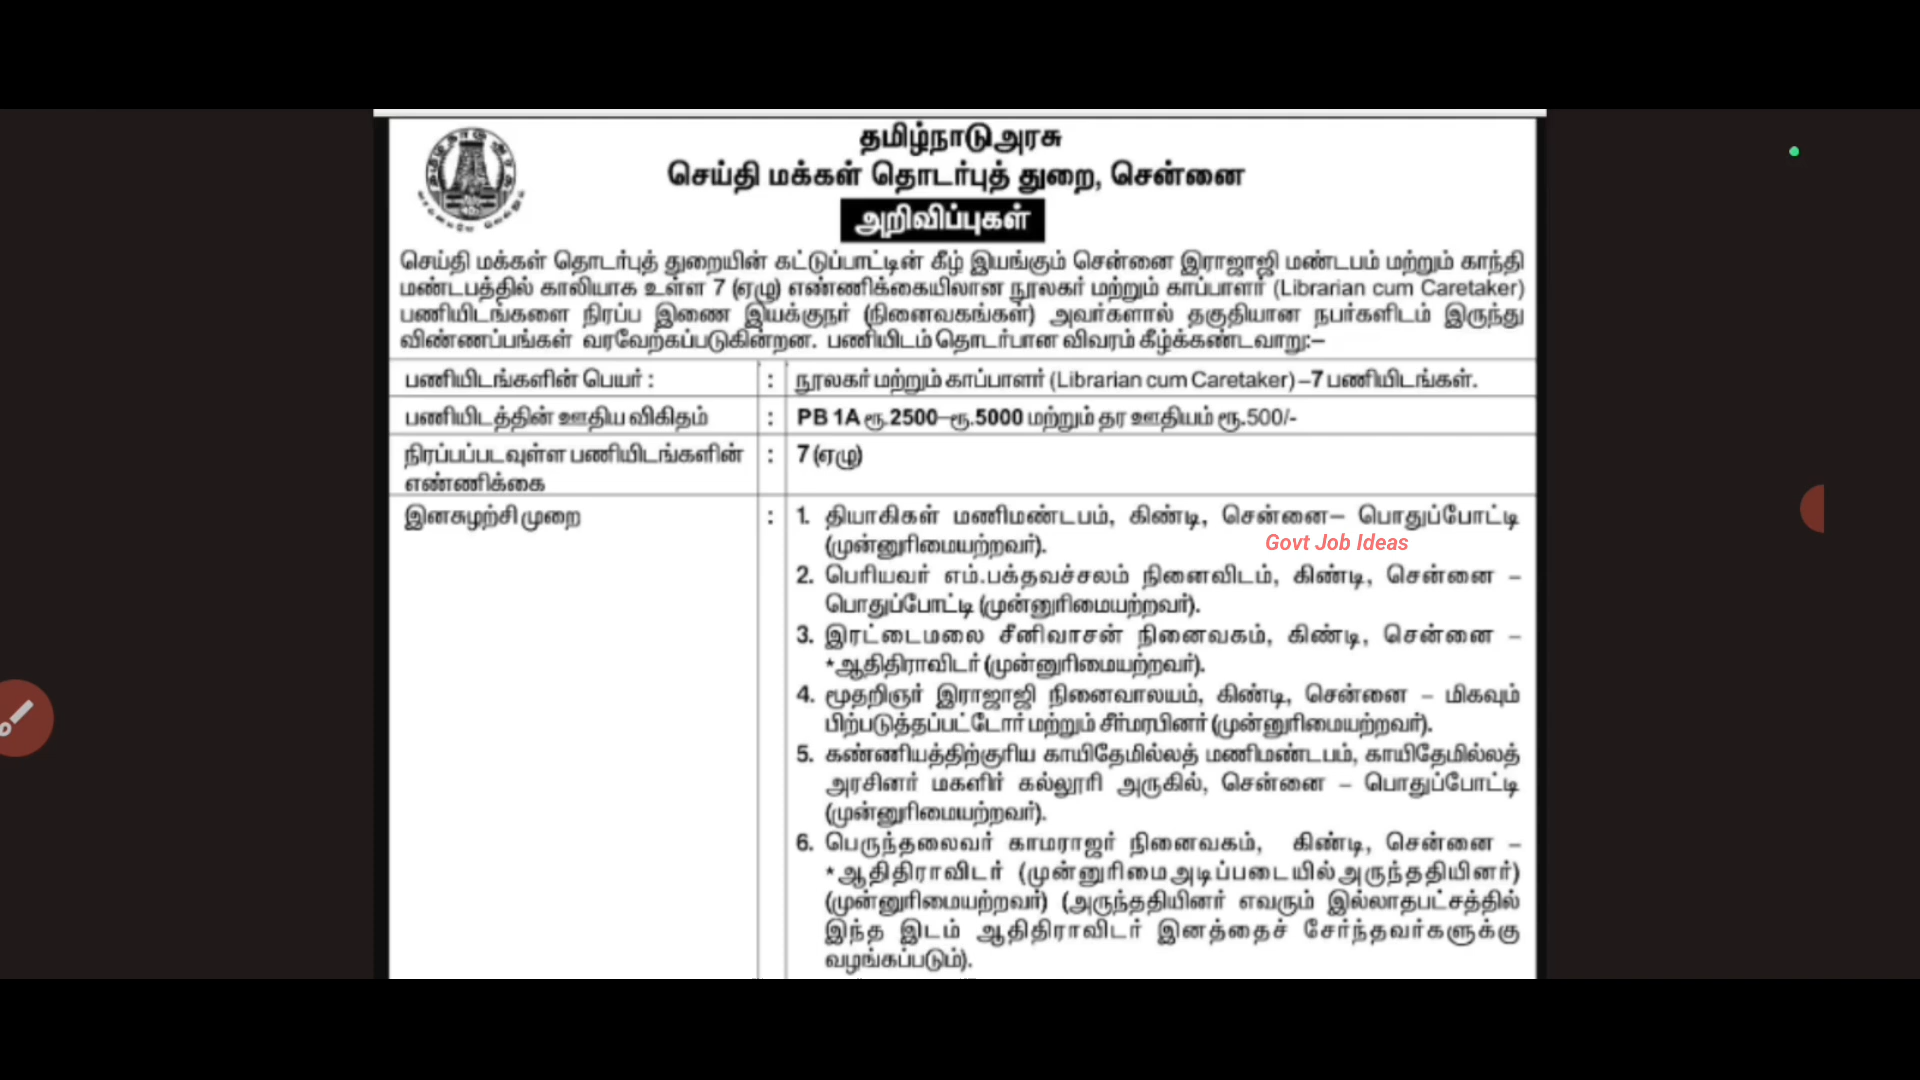 தமிழ்நாடுஅரசு
செய்தி மக்கள் தொடர்புத் துறை, சென்னை
அறிவிப்புகள்
செய்தி மக்கள் தொடர்புத் துறையின் கட்டுப்பாட்டின் கீழ் இயங்கும் சென்னை இராஜாஜி மண்டபம் மற்றும் காந்தி
மண்டபத்தில் காலியாக உள்ள 7 (ஏழு) எண்ணிக்கையிலான நூலகர் மற்றும் காப்பாளர் (Librarian cum Caretaker)
பணியிடங்களை நிரப்ப இணை இயக்குநர் (நினைவகங்கள்) அவர்களால் தகுதியான நபர்களிடம் இருந்து
விண்ணப்பங்கள் வரவேற்கப்படுகின்றன. பணியிடம் தொடர்பான விவரம் கீழ்க்கண்டவாறு:–
பணியிடங்களின் பெயர் : : நூலகர் மற்றும் காப்பாளர் (Librarian cum Caretaker) –7 பணியிடங்கள்.
பணியிடத்தின் ஊதிய விகிதம் : PB 1A ரூ.2500–ரூ.5000 மற்றும் தர ஊதியம் ரூ.500/-
நிரப்பப்படவுள்ள பணியிடங்களின் : 7 (ஏழு)
எண்ணிக்கை
இனசுழற்சி முறை : 1. தியாகிகள் மணிமண்டபம், கிண்டி, சென்னை– பொதுப்போட்டி
(முன்னுரிமையற்றவர்).
Govt Job Ideas
2. பெரியவர் எம்.பக்தவச்சலம் நினைவிடம், கிண்டி, சென்னை –
பொதுப்போட்டி (முன்னுரிமையற்றவர்).
3. இரட்டைமலை சீனிவாசன் நினைவகம், கிண்டி, சென்னை –
*ஆதிதிராவிடர் (முன்னுரிமையற்றவர்).
4. மூதறிஞர் இராஜாஜி நினைவாலயம், கிண்டி, சென்னை – மிகவும்
பிற்படுத்தப்பட்டோர் மற்றும் சீர்மரபினர் (முன்னுரிமையற்றவர்).
5. கண்ணியத்திற்குரிய காயிதேமில்லத் மணிமண்டபம், காயிதேமில்லத்
அரசினர் மகளிர் கல்லூரி அருகில், சென்னை – பொதுப்போட்டி
(முன்னுரிமையற்றவர்).
6. பெருந்தலைவர் காமராஜர் நினைவகம், கிண்டி, சென்னை –
*ஆதிதிராவிடர் (முன்னுரிமைஅடிப்படையில்அருந்ததியினர்)
(முன்னுரிமையற்றவர்) (அருந்ததியினர் எவரும் இல்லாதபட்சத்தில்
இந்த இடம் ஆதிதிராவிடர் இனத்தைச் சேர்ந்தவர்களுக்கு
வழங்கப்படும்).